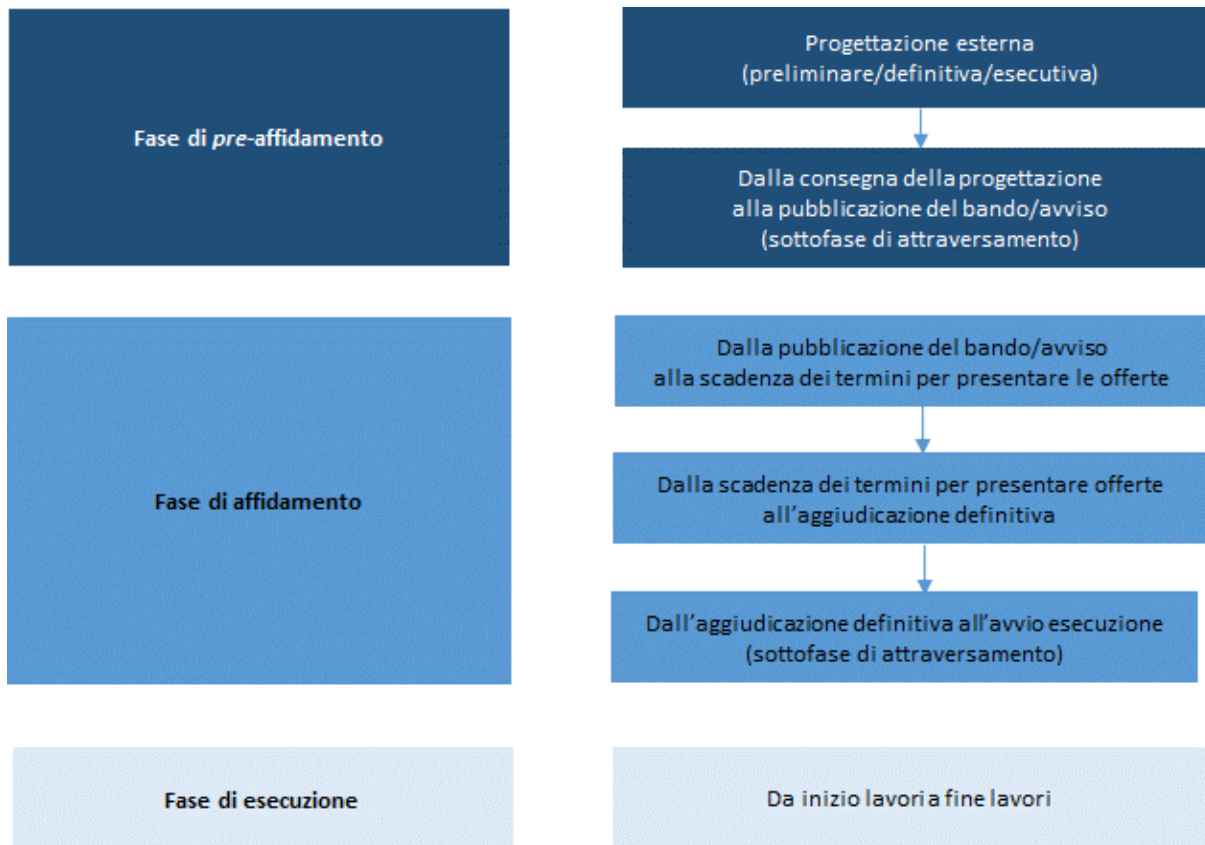 Fase di pre-affidamento
Progettazione esterna
(preliminare/definitiva/esecutiva)
Dalla consegna della progettazione
alla pubblicazione del bando/avviso
(sottofase di attraversamento)
Fase di affidamento
Dalla pubblicazione del bando/avviso
alla scadenza dei termini per presentare le offerte
Dalla scadenza dei termini per presentare offerte
all'aggiudicazione definitiva
Dall'aggiudicazione definitiva all'avvio esecuzione
(sottofase di attraversamento)
Fase di esecuzione
Da inizio lavori a fine lavori